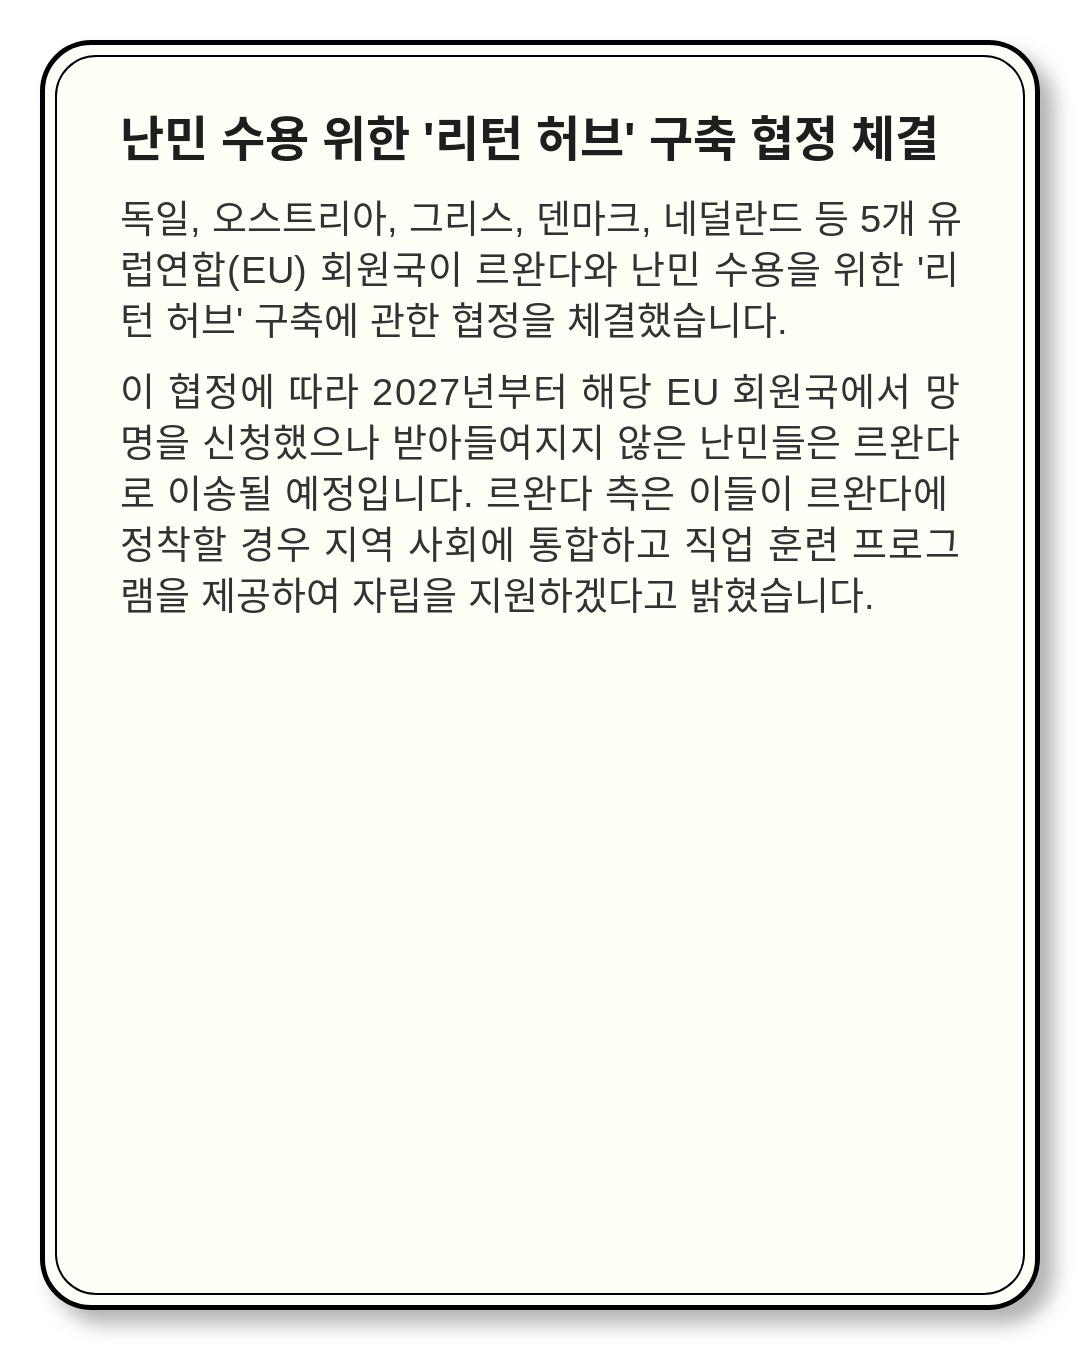 난민 수용 위한 '리턴 허브' 구축 협정 체결
독일, 오스트리아, 그리스, 덴마크, 네덜란드 등 5개 유
럽연합(EU) 회원국이 르완다와 난민 수용을 위한 '리
턴 허브' 구축에 관한 협정을 체결했습니다.
이 협정에 따라 2027년부터 해당 EU 회원국에서 망
명을 신청했으나 받아들여지지 않은 난민들은 르완다
로 이송될 예정입니다. 르완다 측은 이들이 르완다에
정착할 경우 지역 사회에 통합하고 직업 훈련 프로그
램을 제공하여 자립을 지원하겠다고 밝혔습니다.